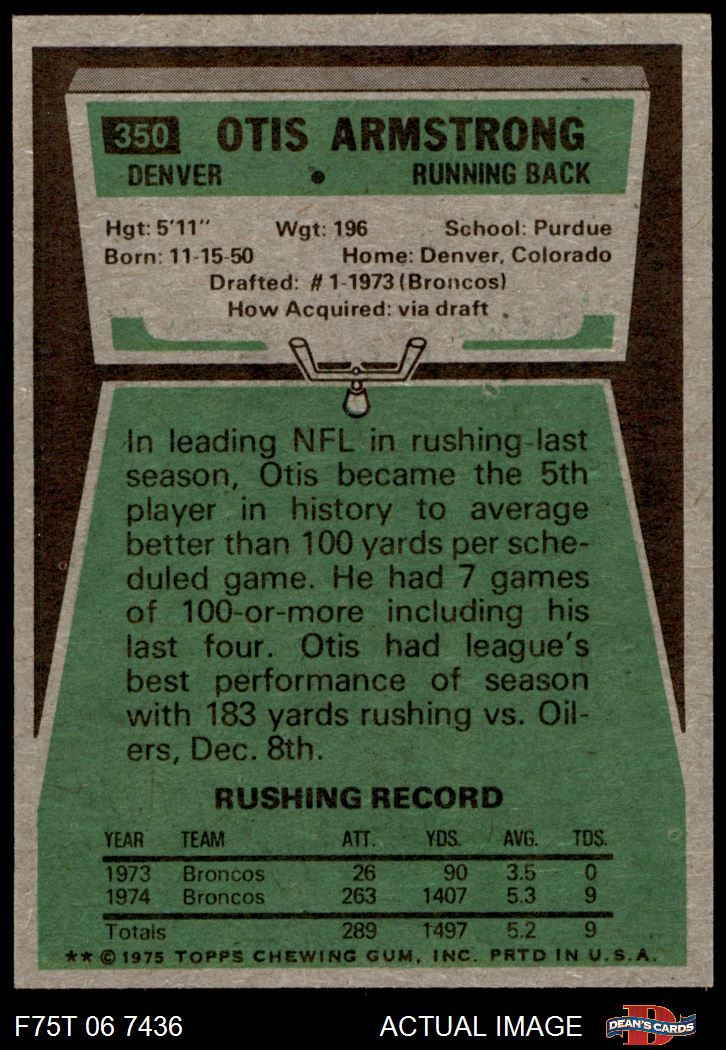 350 OTIS ARMSTRONG
DENVER • RUNNING BACK
Hgt: 5'11" Wgt: 196 School: Purdue
Born: 11-15-50 Home: Denver, Colorado
Drafted: #1-1973 (Broncos)
How Acquired: via draft
In leading NFL in rushing last
season, Otis became the 5th
player in history to average
better than 100 yards per sche-
duled game. He had 7 games
of 100-or-more including his
last four. Otis had league's
best performance of season
with 183 yards rushing vs. Oil-
ers, Dec. 8th.
RUSHING RECORD
YEAR TEAM ATT. YDS. AVG. TDS.
1973 Broncos 26 90 3.5 0
1974 Broncos 263 1407 5.3 9
Totals 289 1497 5.2 9
** © 1975 TOPPS CHEWING GUM, INC. PRTD IN U.S.A.
F75T 06 7436 ACTUAL IMAGE D DEAN'S CARDS